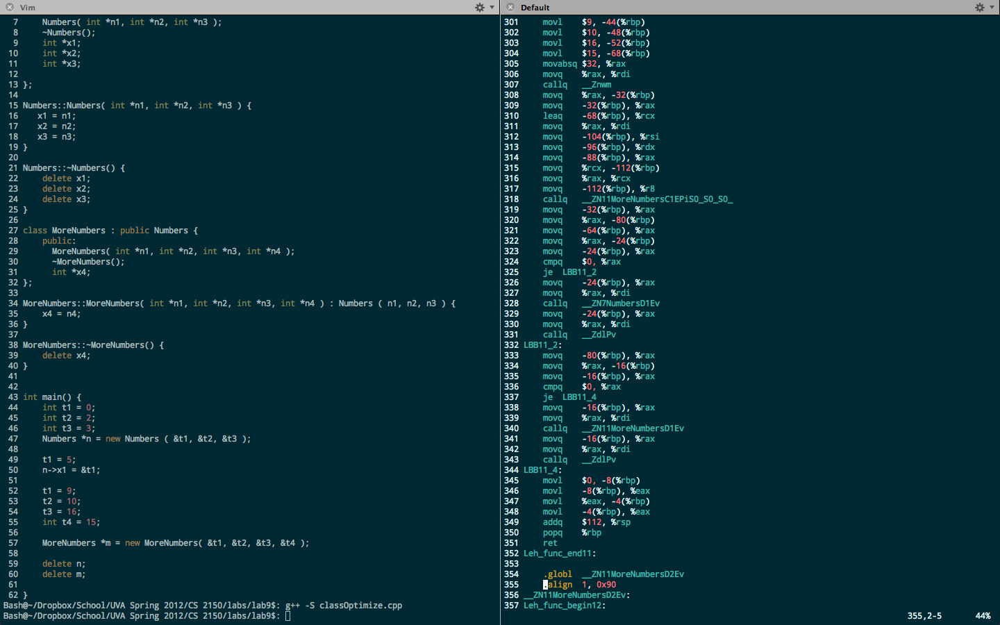 Vim
7 Numbers( int *n1, int *n2, int *n3 );
8 ~Numbers();
9 int *x1;
10 int *x2;
11 int *x3;
12
13 };
14
15 Numbers::Numbers( int *n1, int *n2, int *n3 ) {
16 x1 = n1;
17 x2 = n2;
18 x3 = n3;
19 }
20
21 Numbers::~Numbers() {
22 delete x1;
23 delete x2;
24 delete x3;
25 }
26
27 class MoreNumbers : public Numbers {
28 public:
29 MoreNumbers( int *n1, int *n2, int *n3, int *n4 );
30 ~MoreNumbers();
31 int *x4;
32 };
33
34 MoreNumbers::MoreNumbers( int *n1, int *n2, int *n3, int *n4 ) : Numbers ( n1, n2, n3 ) {
35 x4 = n4;
36 }
37
38 MoreNumbers::~MoreNumbers() {
39 delete x4;
40 }
41
42
43 int main() {
44 int t1 = 0;
45 int t2 = 2;
46 int t3 = 3;
47 Numbers *n = new Numbers ( &t1, &t2, &t3 );
48
49 t1 = 5;
50 n->x1 = &t1;
51
52 t1 = 9;
53 t2 = 10;
54 t3 = 16;
55 int t4 = 15;
56
57 MoreNumbers *m = new MoreNumbers( &t1, &t2, &t3, &t4 );
58
59 delete n;
60 delete m;
61
62 }
Bash@~/Dropbox/School/UVA Spring 2012/CS 2150/labs/lab9$: g++ -S classOptimize.cpp
Bash@~/Dropbox/School/UVA Spring 2012/CS 2150/labs/lab9$:
Default
301 movl $9, -44(%rbp)
302 movl $10, -48(%rbp)
303 movl $16, -52(%rbp)
304 movl $15, -68(%rbp)
305 movabsq $32, %rax
306 movq %rax, %rdi
307 callq __Znwm
308 movq %rax, -32(%rbp)
309 movq -32(%rbp), %rax
310 leaq -68(%rbp), %rcx
311 movq %rax, %rdi
312 movq -104(%rbp), %rsi
313 movq -96(%rbp), %rdx
314 movq -88(%rbp), %rax
315 movq %rcx, -112(%rbp)
316 movq %rax, %rcx
317 movq -112(%rbp), %r8
318 callq __ZN11MoreNumbersC1EPiS0_S0_S0_
319 movq -32(%rbp), %rax
320 movq %rax, -80(%rbp)
321 movq -64(%rbp), %rax
322 movq %rax, -24(%rbp)
323 movq -24(%rbp), %rax
324 cmpq $0, %rax
325 je LBB11_2
326 movq -24(%rbp), %rax
327 movq %rax, %rdi
328 callq __ZN7NumbersD1Ev
329 movq -24(%rbp), %rax
330 movq %rax, %rdi
331 callq __ZdlPv
332 LBB11_2:
333 movq -80(%rbp), %rax
334 movq %rax, -16(%rbp)
335 movq -16(%rbp), %rax
336 cmpq $0, %rax
337 je LBB11_4
338 movq -16(%rbp), %rax
339 movq %rax, %rdi
340 callq __ZN11MoreNumbersD1Ev
341 movq -16(%rbp), %rax
342 movq %rax, %rdi
343 callq __ZdlPv
344 LBB11_4:
345 movl $0, -8(%rbp)
346 movl -8(%rbp), %eax
347 movl %eax, -4(%rbp)
348 movl -4(%rbp), %eax
349 addq $112, %rsp
350 popq %rbp
351 ret
352 Leh_func_end11:
353
354 .globl __ZN11MoreNumbersD2Ev
355 .align 1, 0x90
356 __ZN11MoreNumbersD2Ev:
357 Leh_func_begin12:
355,2-5 44%